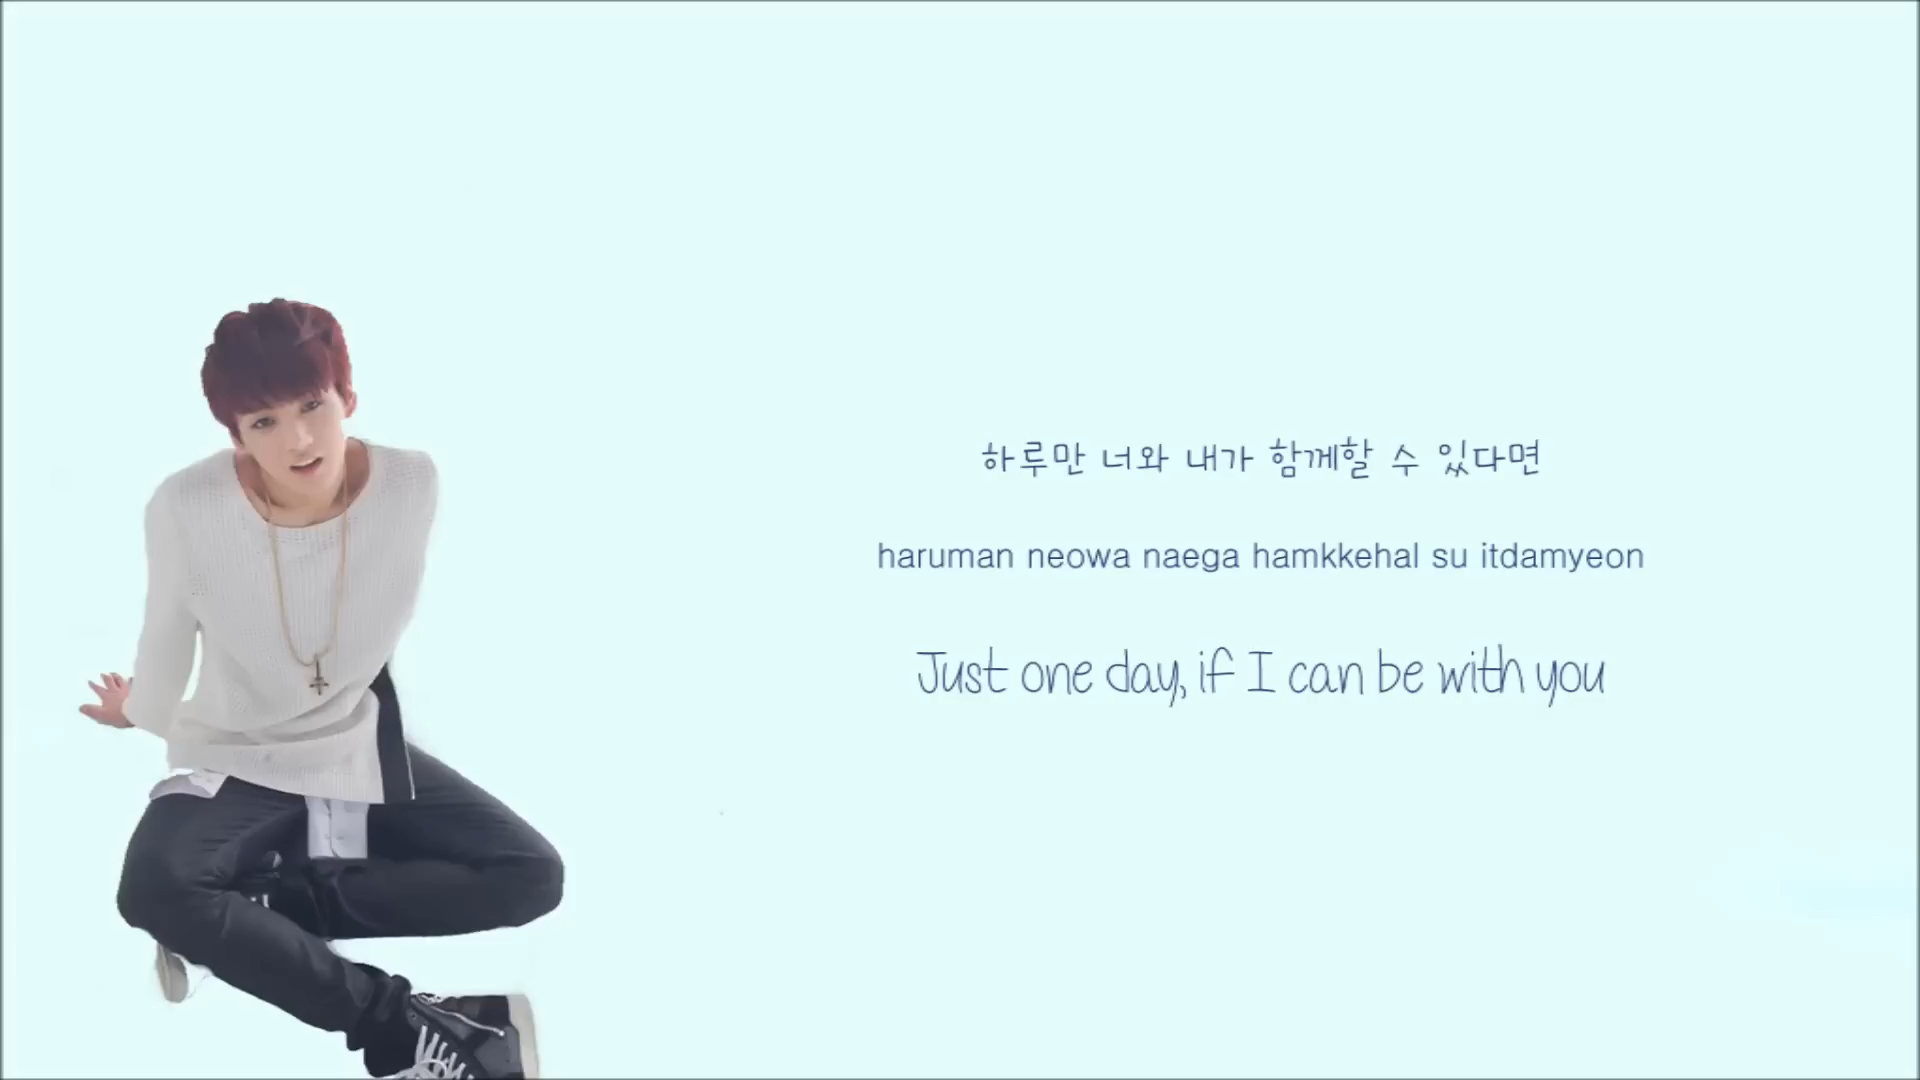 하루만 너와 내가 함께할 수 있다면
haruman neowa naega hamkkehal su itdamyeon
Just one day, if I can be with you